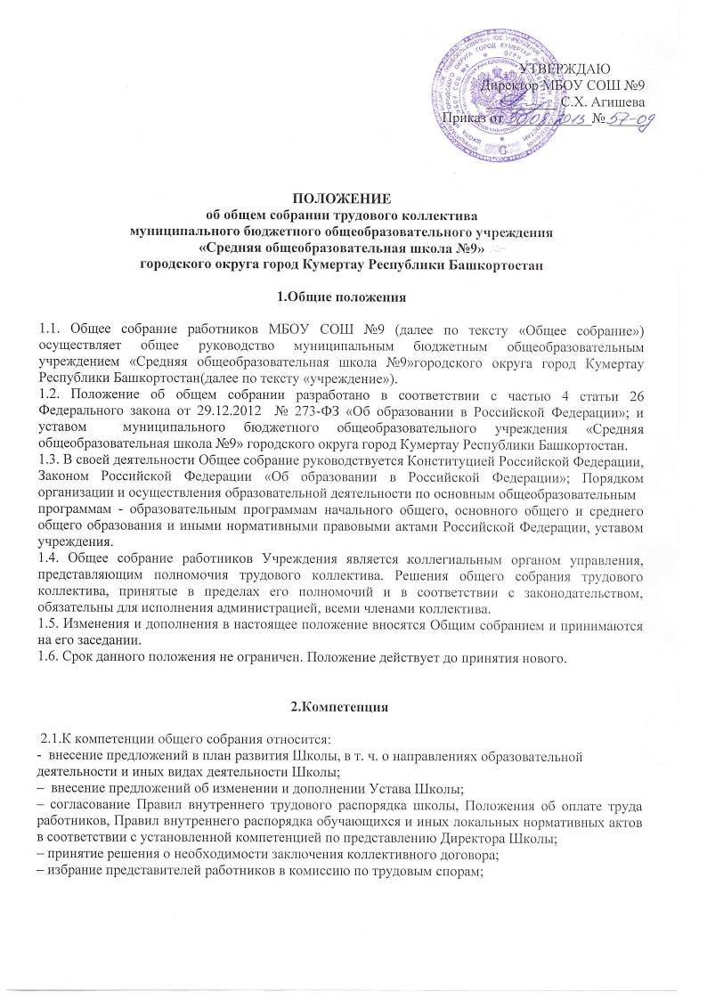 УТВЕРЖДАЮ
Директор МБОУ СОШ №9
С.Х. Агишева
Приказ от 30/08/2013 № 57-од
ПОЛОЖЕНИЕ
об общем собрании трудового коллектива
муниципального бюджетного общеобразовательного учреждения
«Средняя общеобразовательная школа №9»
городского округа город Кумертау Республики Башкортостан
1.Общие положения
1.1. Общее собрание работников МБОУ СОШ №9 (далее по тексту «Общее собрание»)
осуществляет общее руководство муниципальным бюджетным общеобразовательным
учреждением «Средняя общеобразовательная школа №9»городского округа город Кумертау
Республики Башкортостан(далее по тексту «учреждение»).
1.2. Положение об общем собрании разработано в соответствии с частью 4 статьи 26
Федерального закона от 29.12.2012 № 273-ФЗ «Об образовании в Российской Федерации»; и
уставом муниципального бюджетного общеобразовательного учреждения «Средняя
общеобразовательная школа №9» городского округа город Кумертау Республики Башкортостан.
1.3. В своей деятельности Общее собрание руководствуется Конституцией Российской Федерации,
Законом Российской Федерации «Об образовании в Российской Федерации»; Порядком
организации и осуществления образовательной деятельности по основным общеобразовательным
программам - образовательным программам начального общего, основного общего и среднего
общего образования и иными нормативными правовыми актами Российской Федерации, уставом
учреждения.
1.4. Общее собрание работников Учреждения является коллегиальным органом управления,
представляющим полномочия трудового коллектива. Решения общего собрания трудового
коллектива, принятые в пределах его полномочий и в соответствии с законодательством,
обязательны для исполнения администрацией, всеми членами коллектива.
1.5. Изменения и дополнения в настоящее положение вносятся Общим собранием и принимаются
на его заседании.
1.6. Срок данного положения не ограничен. Положение действует до принятия нового.
2.Компетенция
2.1.К компетенции общего собрания относится:
- внесение предложений в план развития Школы, в т. ч. о направлениях образовательной
деятельности и иных видах деятельности Школы;
– внесение предложений об изменении и дополнении Устава Школы;
– согласование Правил внутреннего трудового распорядка школы, Положения об оплате труда
работников, Правил внутреннего распорядка обучающихся и иных локальных нормативных актов
в соответствии с установленной компетенцией по представлению Директора Школы;
– принятие решения о необходимости заключения коллективного договора;
– избрание представителей работников в комиссию по трудовым спорам;